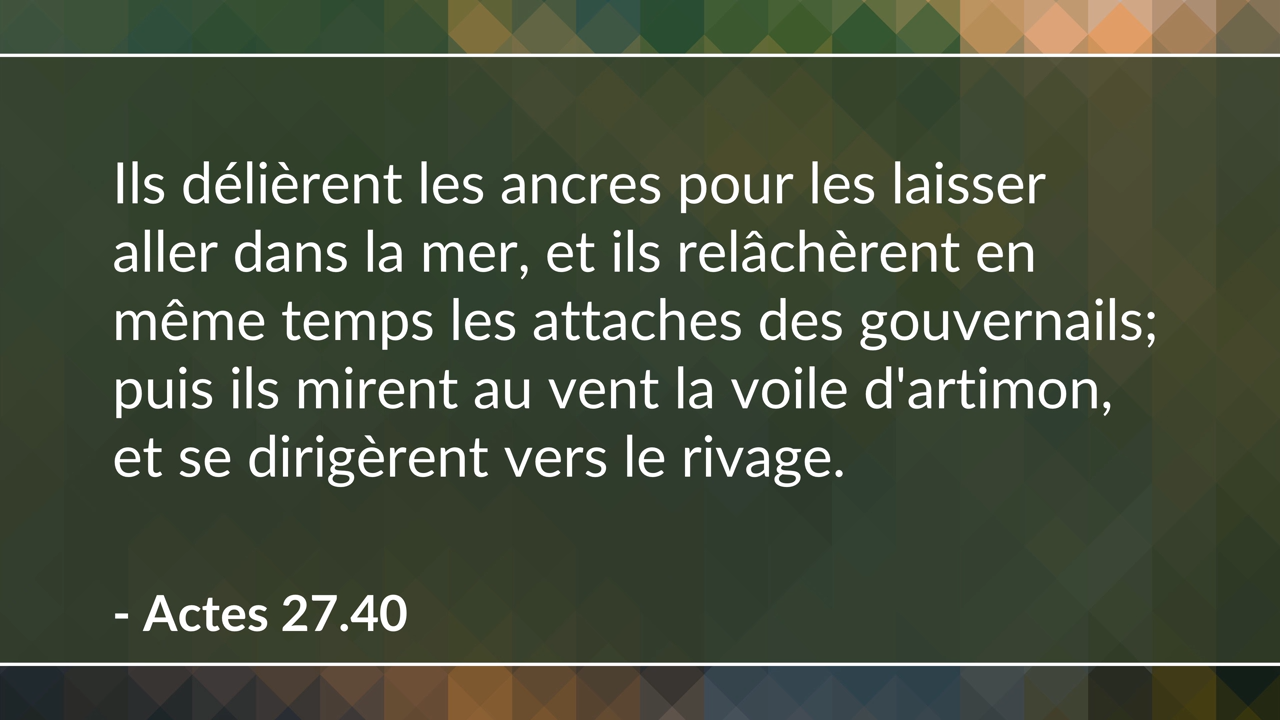 Ils délièrent les ancres pour les laisser
aller dans la mer, et ils relâchèrent en
même temps les attaches des gouvernails;
puis ils mirent au vent la voile d'artimon,
et se dirigèrent vers le rivage.
- Actes 27.40